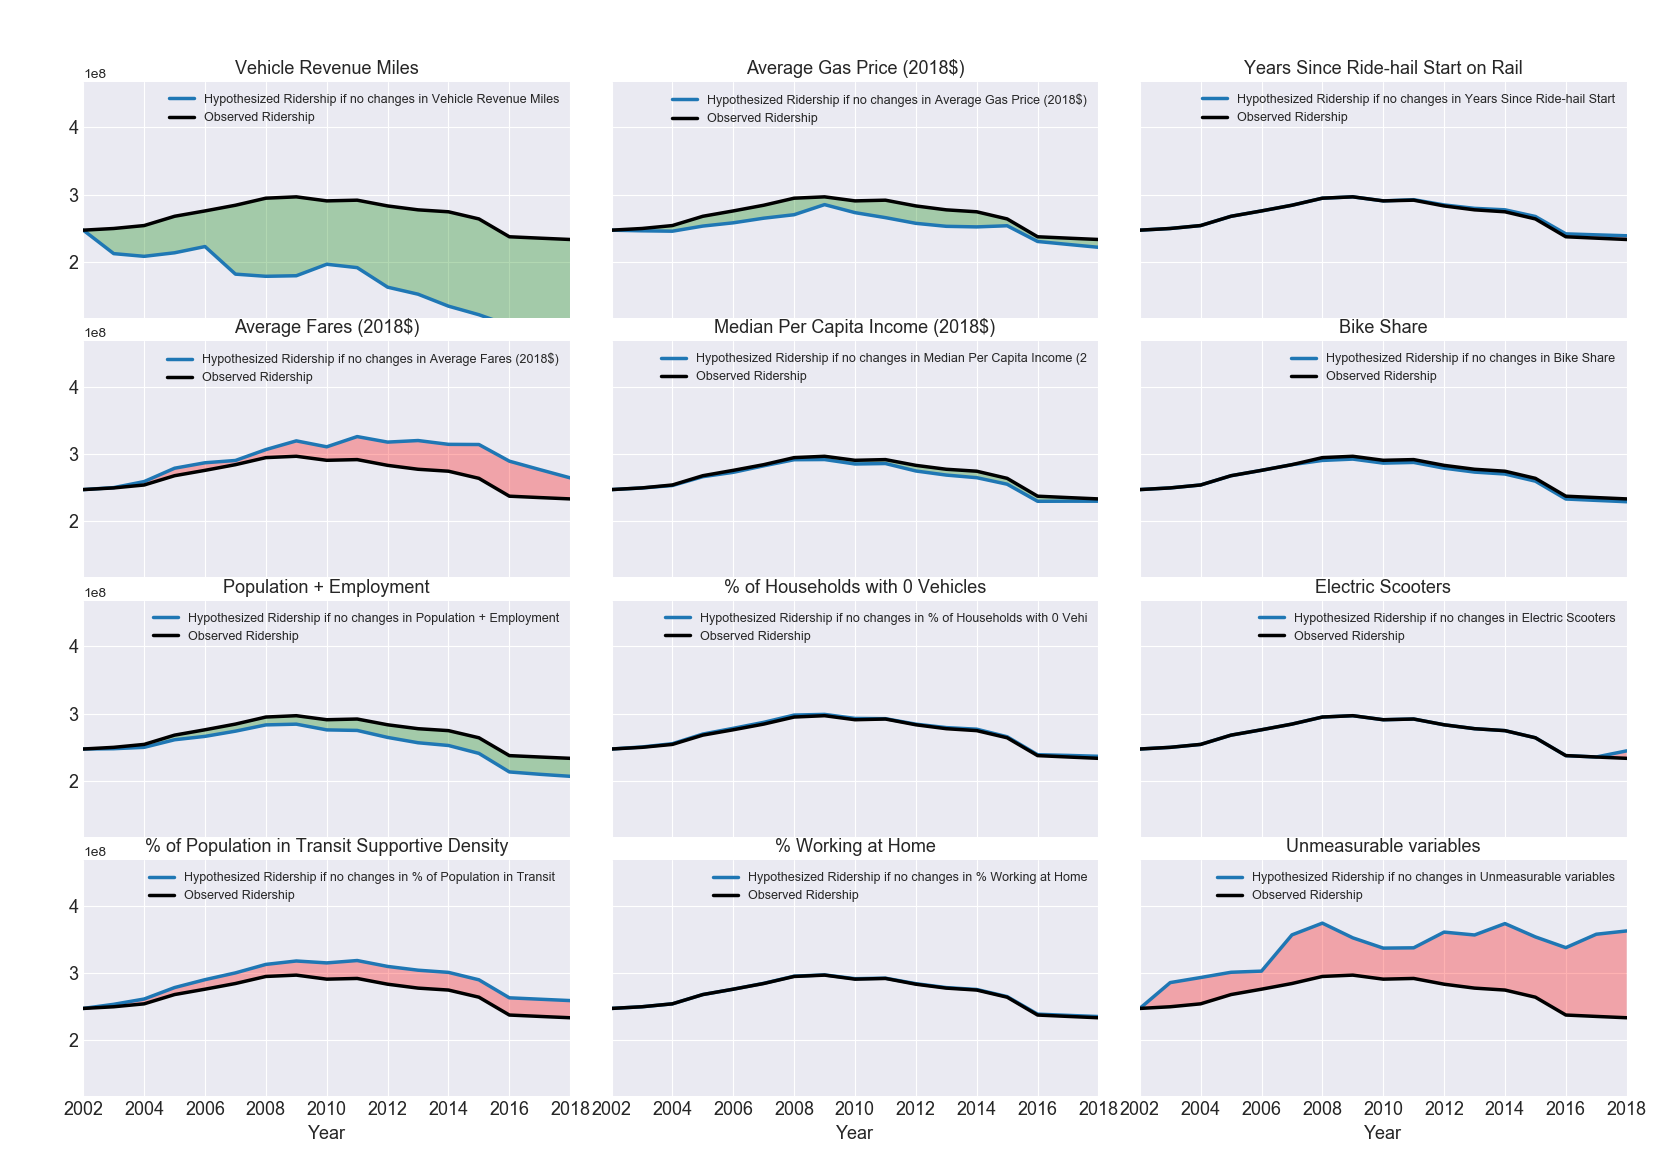 Vehicle Revenue Miles
1e8
Hypothesized Ridership if no changes in Vehicle Revenue Miles
Observed Ridership
4
3
2
Average Gas Price (2018$)
Hypothesized Ridership if no changes in Average Gas Price (2018$)
Observed Ridership
Years Since Ride-hail Start on Rail
Hypothesized Ridership if no changes in Years Since Ride-hail Start
Observed Ridership
Average Fares (2018$)
1e8
Hypothesized Ridership if no changes in Average Fares (2018$)
Observed Ridership
4
3
2
Median Per Capita Income (2018$)
Hypothesized Ridership if no changes in Median Per Capita Income (2
Observed Ridership
Bike Share
Hypothesized Ridership if no changes in Bike Share
Observed Ridership
Population + Employment
1e8
Hypothesized Ridership if no changes in Population + Employment
Observed Ridership
4
3
2
% of Households with 0 Vehicles
Hypothesized Ridership if no changes in % of Households with 0 Vehi
Observed Ridership
Electric Scooters
Hypothesized Ridership if no changes in Electric Scooters
Observed Ridership
% of Population in Transit Supportive Density
1e8
Hypothesized Ridership if no changes in % of Population in Transit
Observed Ridership
4
3
2
2002 2004 2006 2008 2010 2012 2014 2016 2018
Year
% Working at Home
Hypothesized Ridership if no changes in % Working at Home
Observed Ridership
2002 2004 2006 2008 2010 2012 2014 2016 2018
Year
Unmeasurable variables
Hypothesized Ridership if no changes in Unmeasurable variables
Observed Ridership
2002 2004 2006 2008 2010 2012 2014 2016 2018
Year